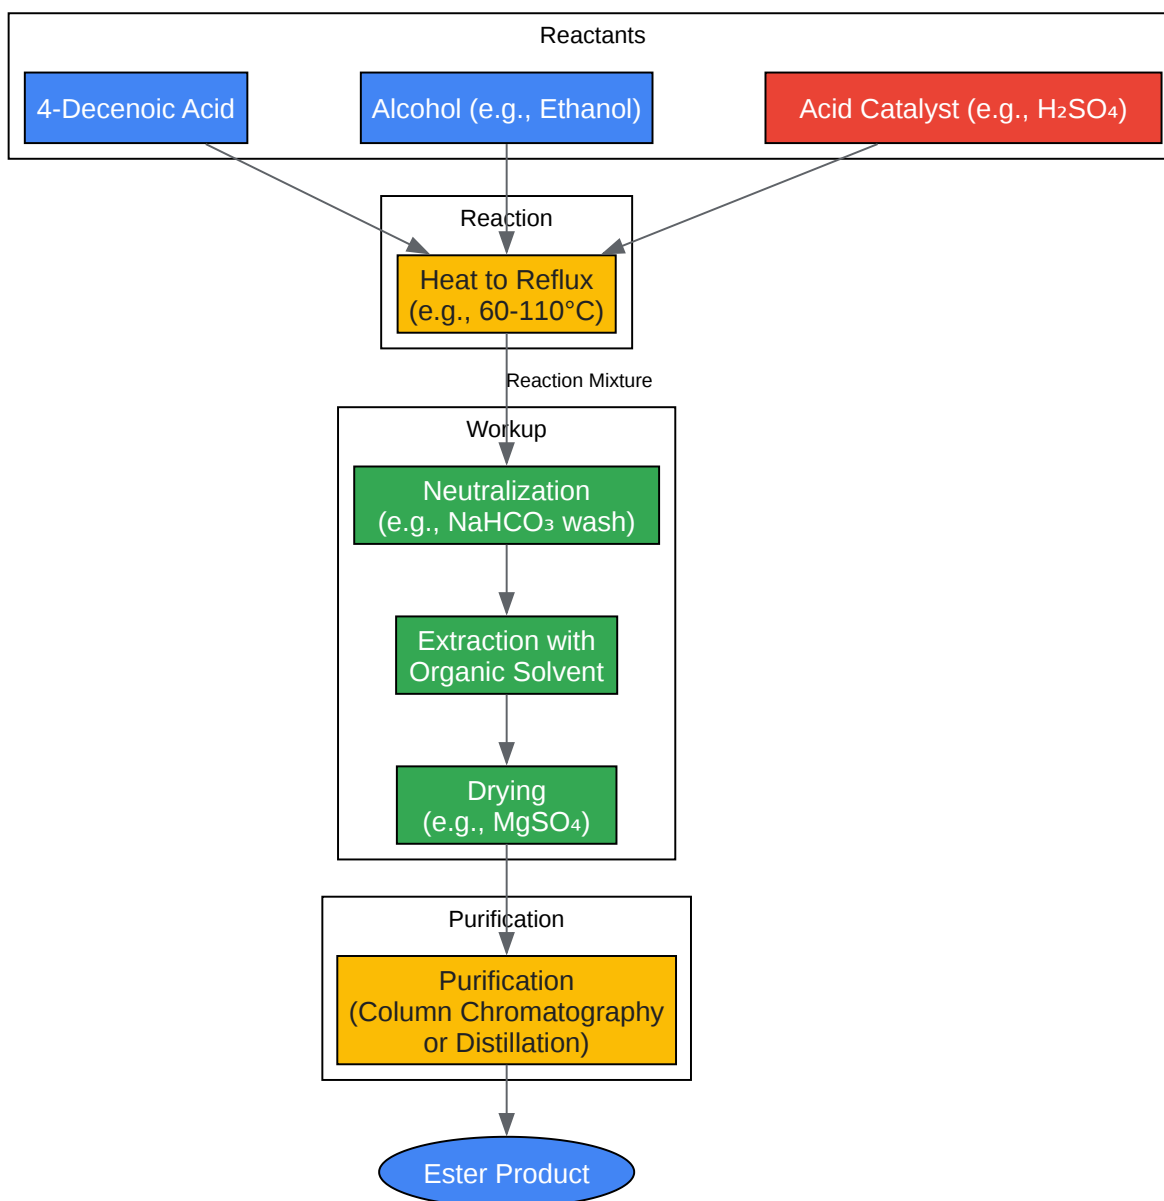 Reactants
4-Decenoic Acid
Alcohol (e.g., Ethanol)
Acid Catalyst (e.g., H₂SO₄)
Reaction
Heat to Reflux
(e.g., 60-110°C)
Reaction Mixture
Workup
Neutralization
(e.g., NaHCO₃ wash)
Extraction with
Organic Solvent
Drying
(e.g., MgSO₄)
Purification
Purification
(Column Chromatography
or Distillation)
Ester Product